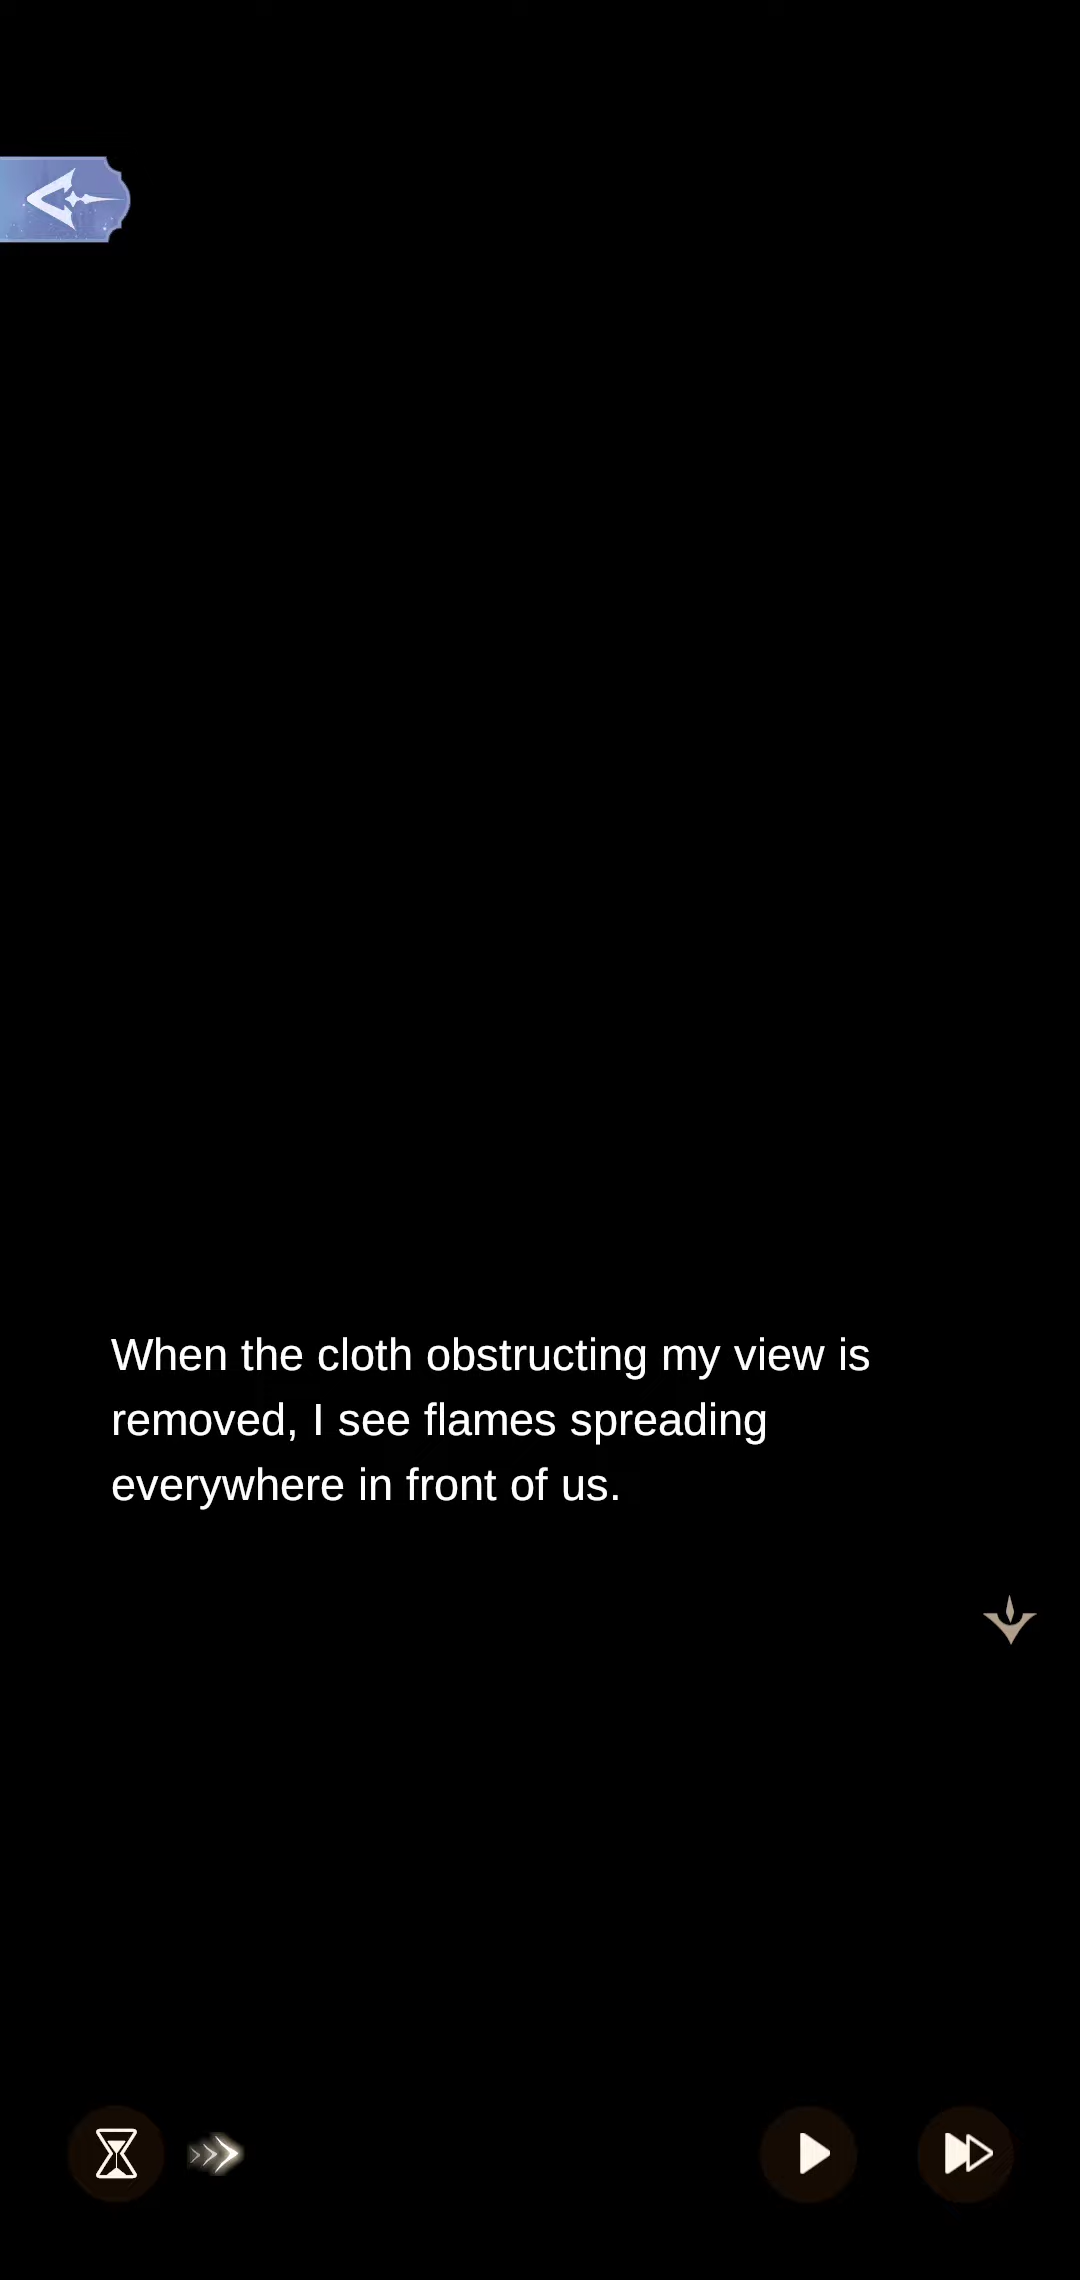 When the cloth obstructing my view is
removed, I see flames spreading
everywhere in front of us.